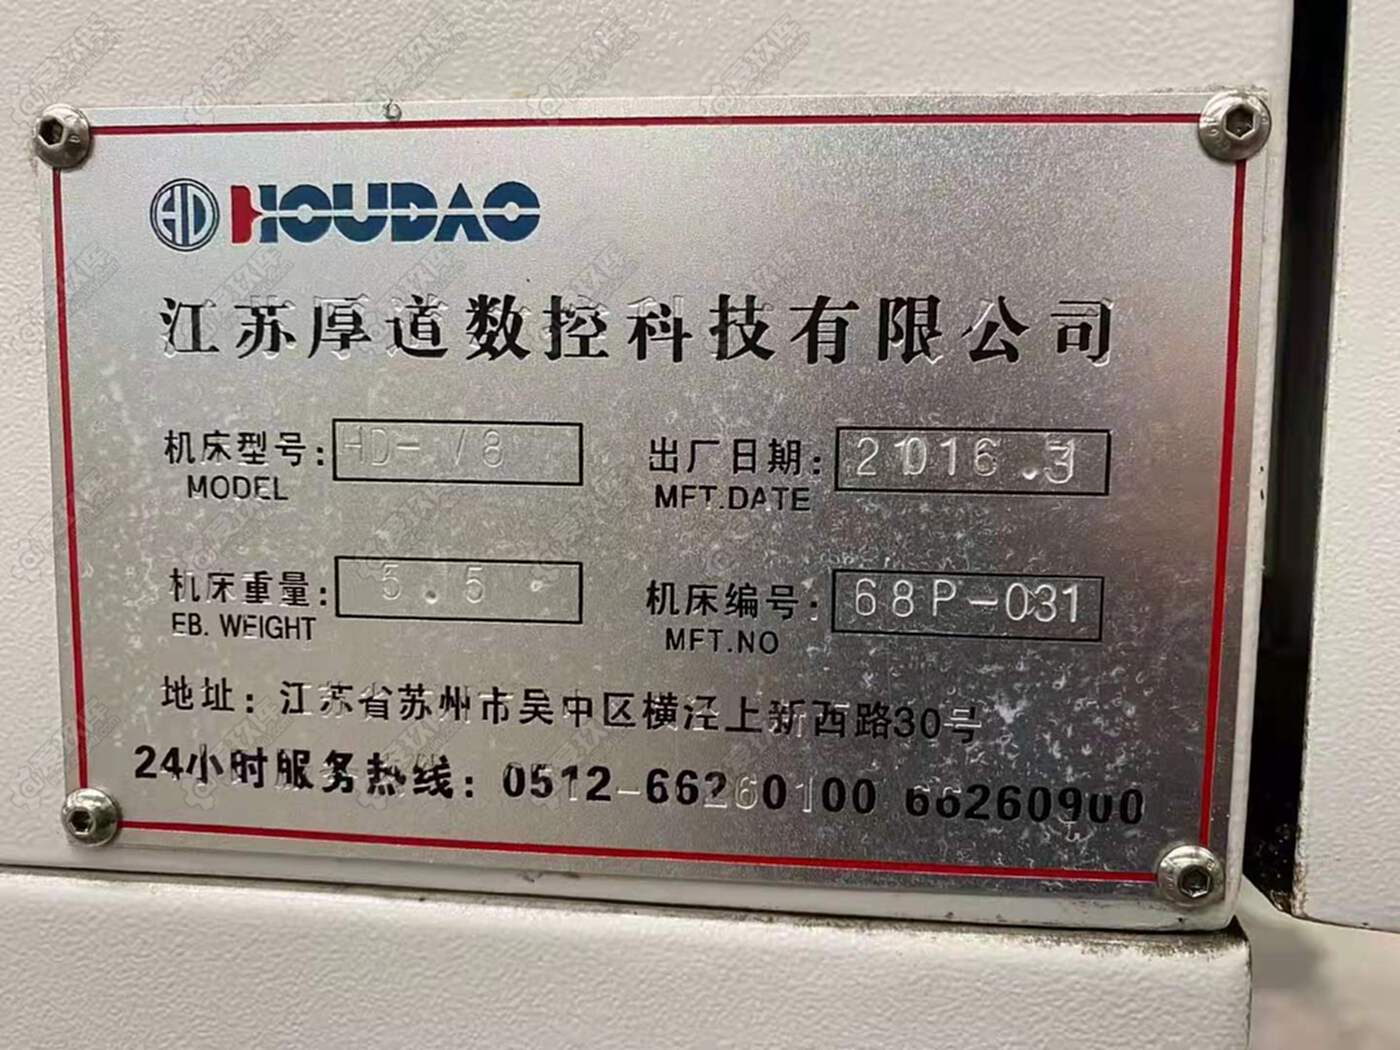 HD HOUDAO
江苏厚道数控科技有限公司
机床型号: HD- V8 出厂日期: 2016.3
MODEL MFT.DATE
机床重量: 5.5 机床编号: 68P-031
EB. WEIGHT MFT.NO
地址: 江苏省苏州市吴中区横泾上新西路30号
24小时服务热线: 0512-66260100 66260900